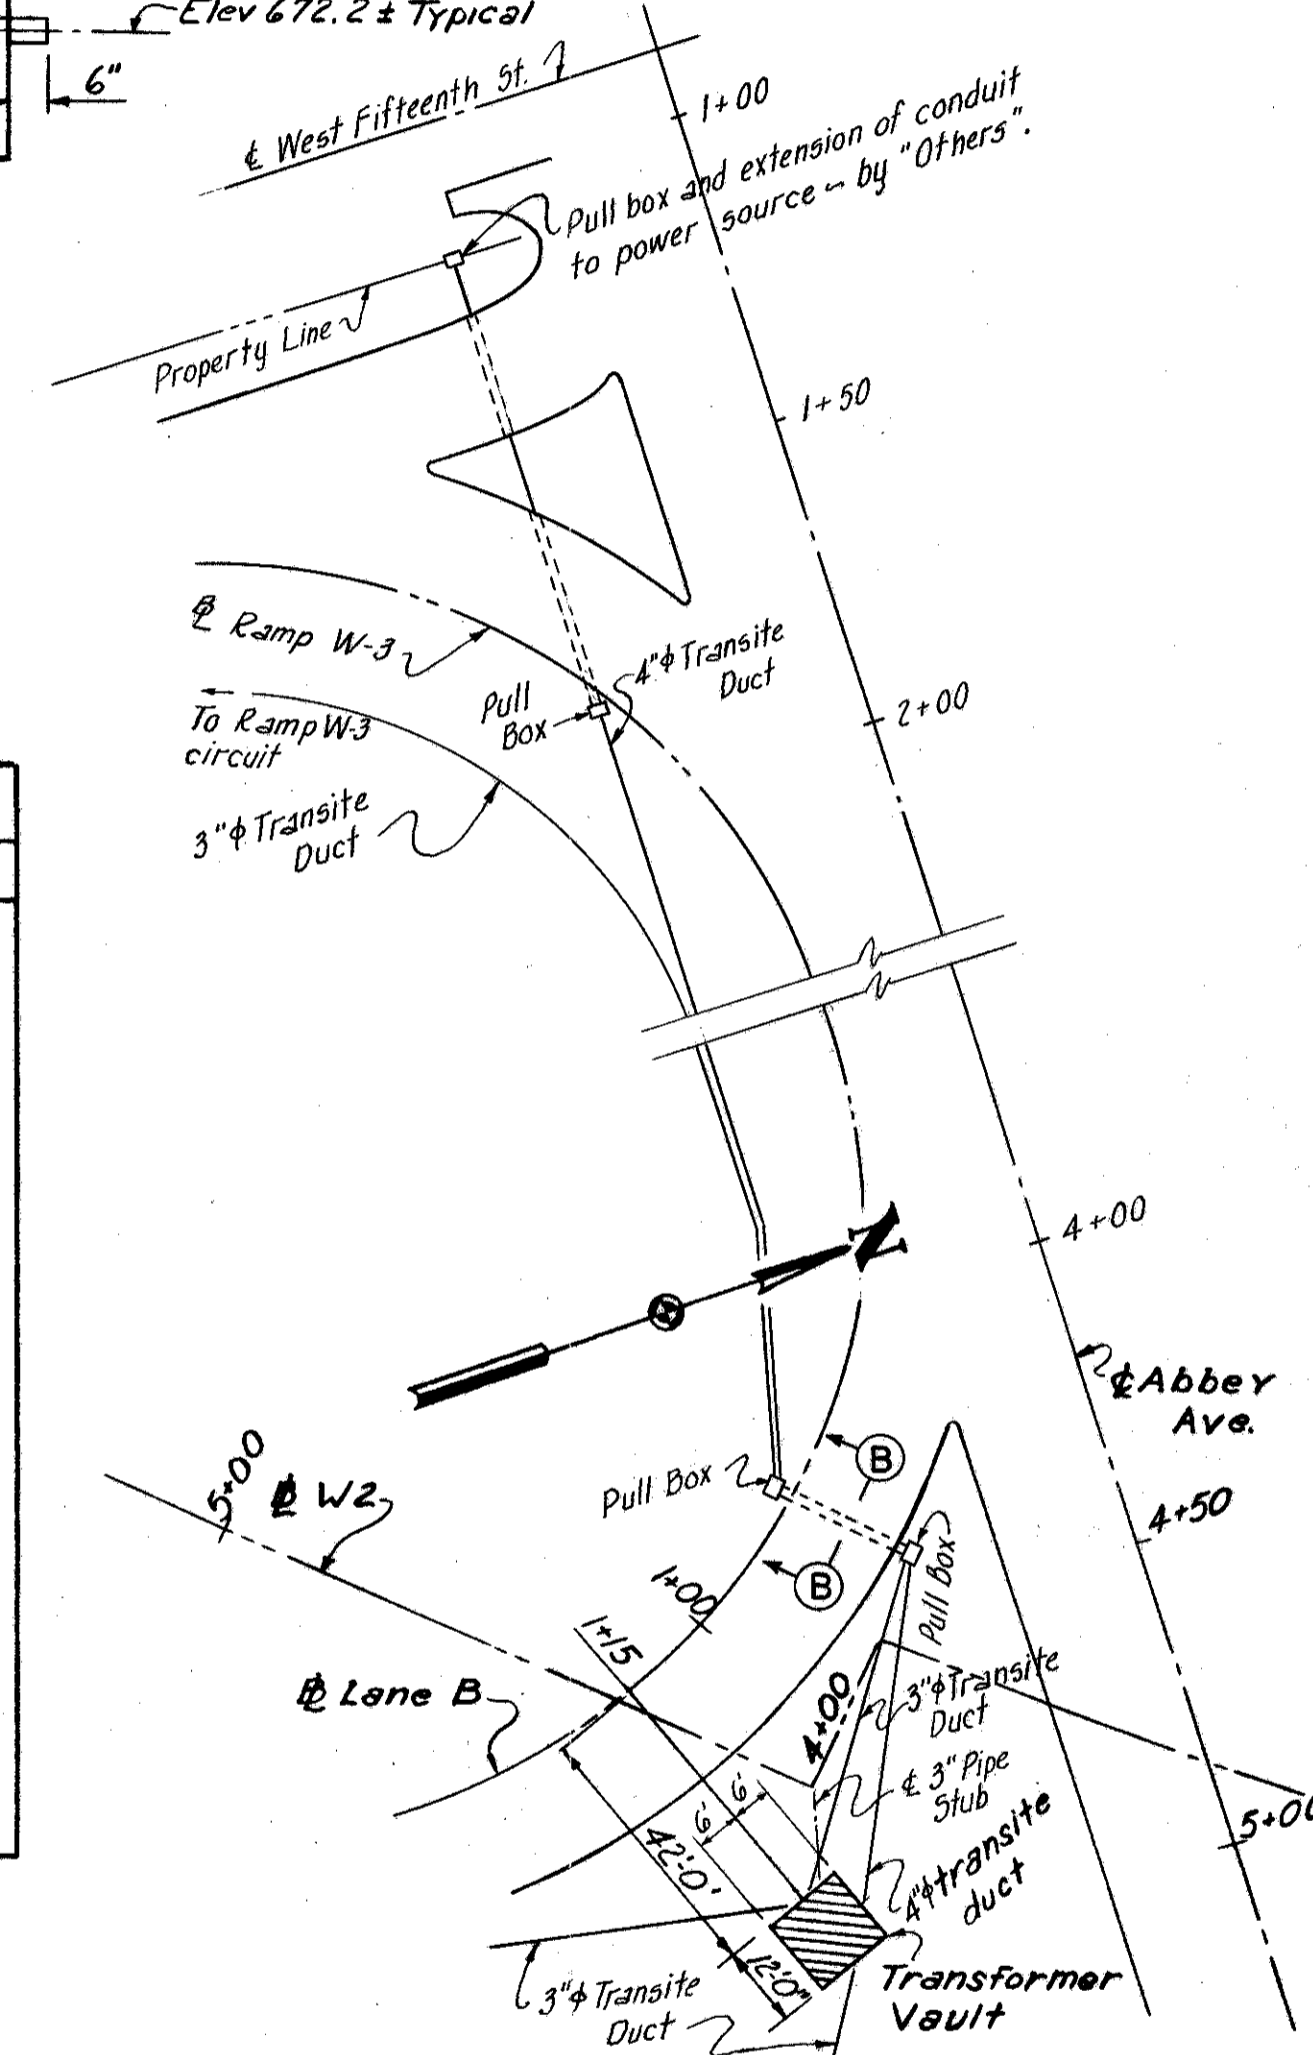 Elev 672.2 ± Typical
6"
℄ West Fifteenth St.
1+00
Pull box and extension of conduit
to power source ~ by "Others".
Property Line
1+50
Ramp W-3
4"ϕ Transite
Duct
Pull
Box
2+00
To Ramp W-3
circuit
3"ϕ Transite
Duct
4+00
N
℄ Abbey
Ave.
5+00
W2
Pull Box
B
4+50
B
Pull Box
1+00
1+15
Lane B
4+00
3"ϕ Transite
Duct
℄ 3" Pipe
Stub
6'
6'
42'-0'
4"ϕ transite
duct
5+00
12'-0"
Transformer
Vault
3"ϕ Transite
Duct